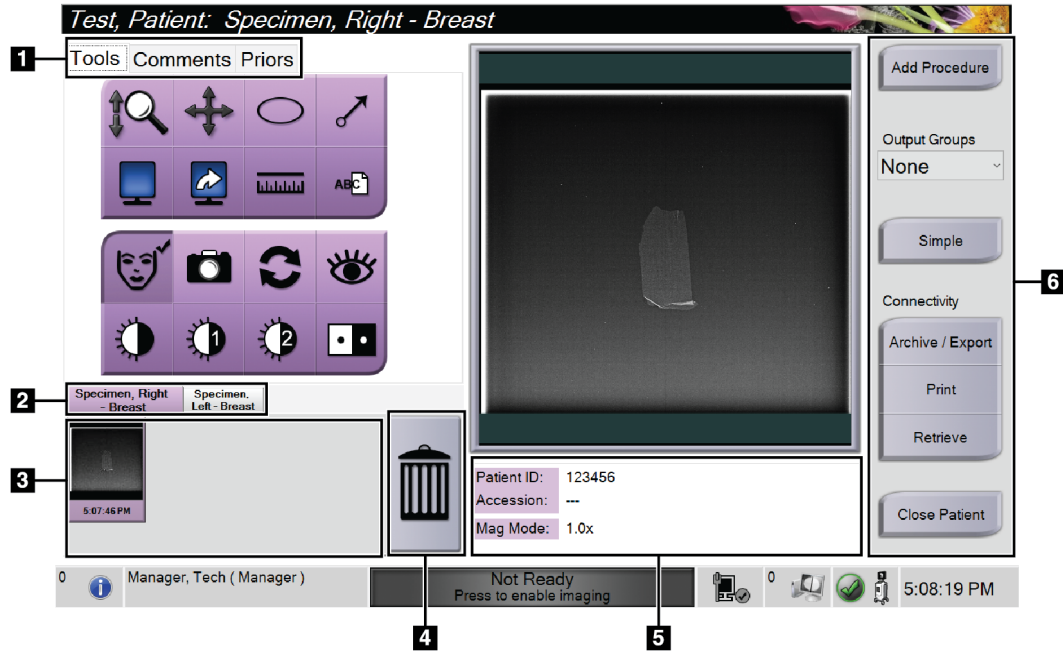 Test, Patient: Specimen, Right - Breast
1
Tools Comments Priors
ABC
1 2
2
Specimen, Right
- Breast
Specimen,
Left - Breast
3
5:07:46 PM
4
Patient ID: 123456
Accession: ---
Mag Mode: 1.0x
5
Add Procedure
Output Groups
None
Simple
Connectivity
Archive / Export
Print
Retrieve
Close Patient
6
0
Manager, Tech ( Manager )
Not Ready
Press to enable imaging
0
5:08:19 PM